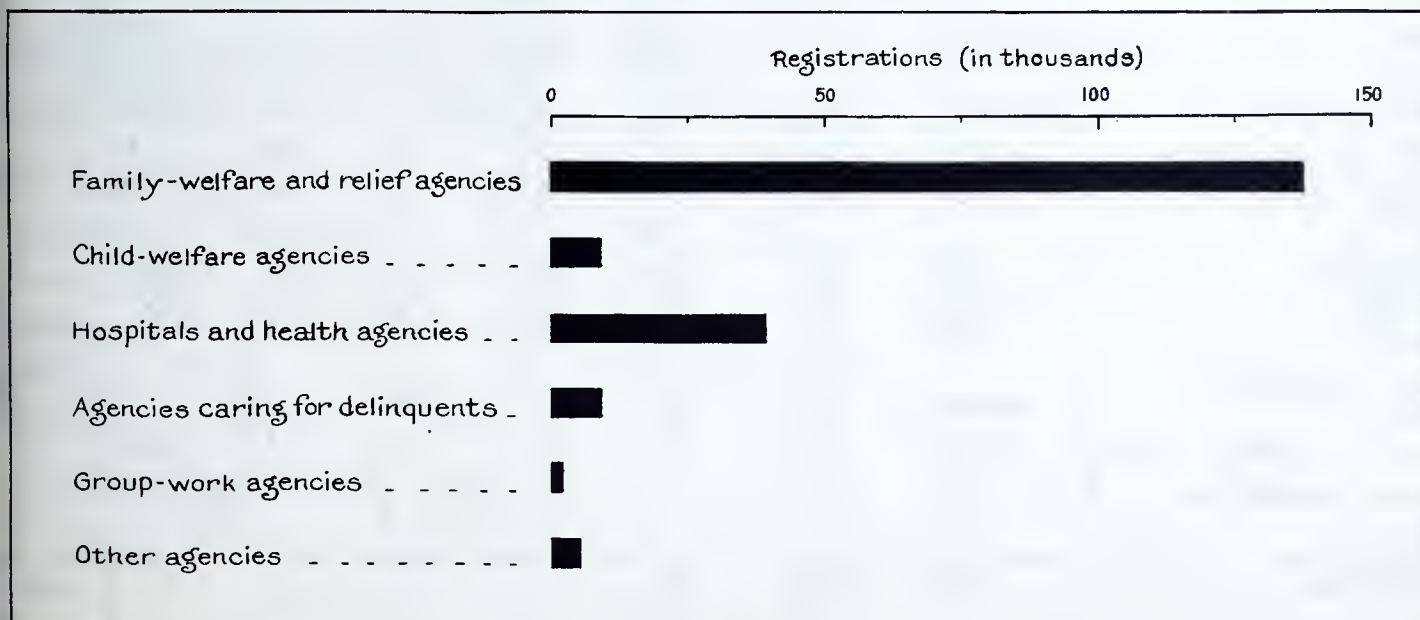 Registrations (in thousands)
0 50 100 150
Family-welfare and relief agencies
Child-welfare agencies _ _ _ _ _
Hospitals and health agencies _ _
Agencies caring for delinquents _
Group-work agencies _ _ _ _ _
Other agencies _ _ _ _ _ _ _ _